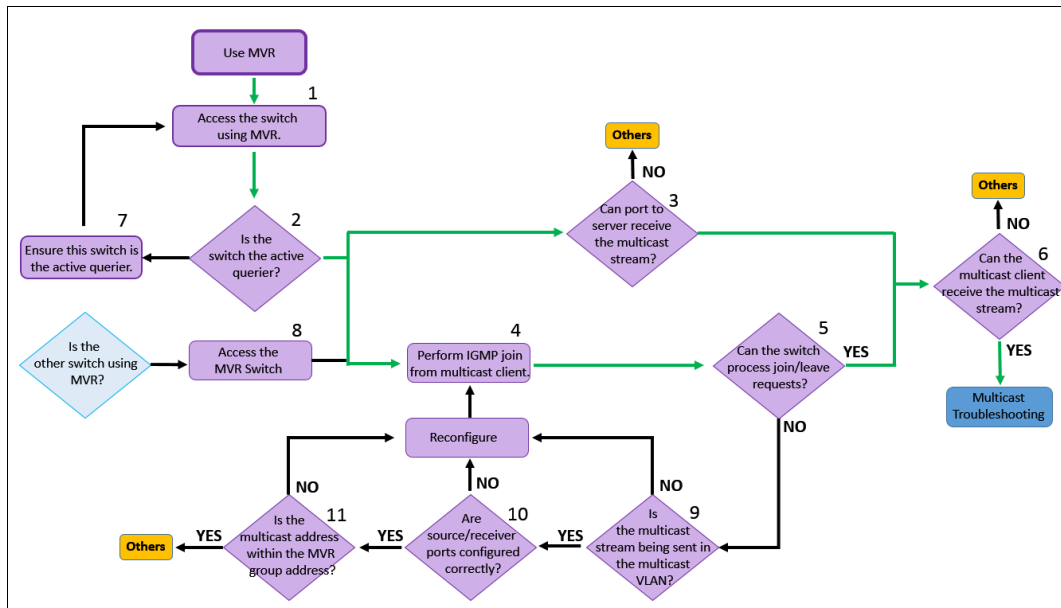 Use MVR
1
Access the switch
using MVR.
Others
NO
3
Can port to
server receive
the multicast
stream?
Others
NO
6
Can the
multicast client
receive the multicast
stream?
7
Ensure this switch is
the active querier.
2
Is the
switch the active
querier?
Is the
other switch using
MVR?
8
Access the
MVR Switch
4
Perform IGMP join
from multicast client.
5
Can the switch
process join/leave
requests?
YES
YES
Multicast
Troubleshooting
NO
Reconfigure
NO
NO
NO
Others
YES
11
Is the
multicast address
within the MVR
group address?
YES
10
Are
source/receiver
ports configured
correctly?
YES
9
Is
the multicast
stream being sent in
the multicast
VLAN?